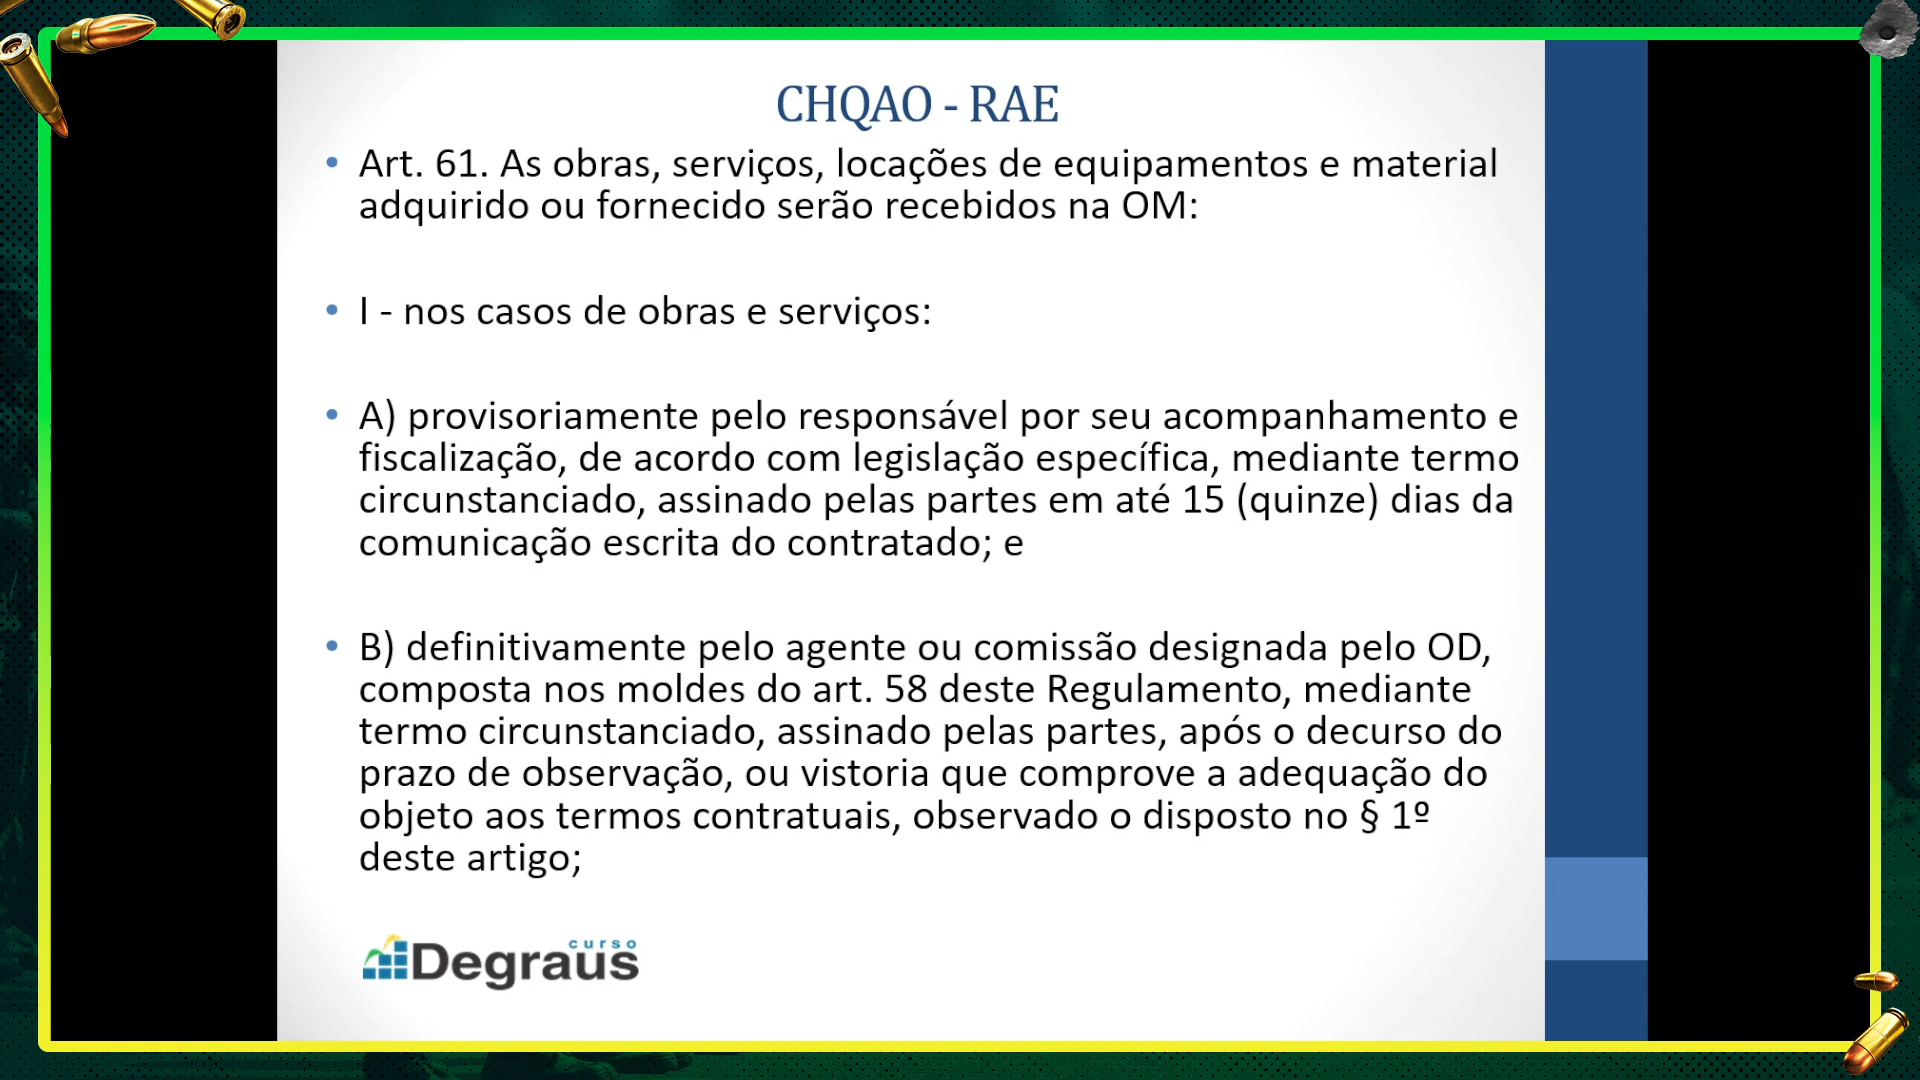 CHQAO - RAE
• Art. 61. As obras, serviços, locações de equipamentos e material
adquirido ou fornecido serão recebidos na OM:
• I - nos casos de obras e serviços:
• A) provisoriamente pelo responsável por seu acompanhamento e
fiscalização, de acordo com legislação específica, mediante termo
circunstanciado, assinado pelas partes em até 15 (quinze) dias da
comunicação escrita do contratado; e
• B) definitivamente pelo agente ou comissão designada pelo OD,
composta nos moldes do art. 58 deste Regulamento, mediante
termo circunstanciado, assinado pelas partes, após o decurso do
prazo de observação, ou vistoria que comprove a adequação do
objeto aos termos contratuais, observado o disposto no § 1º
deste artigo;
curso
Degraus